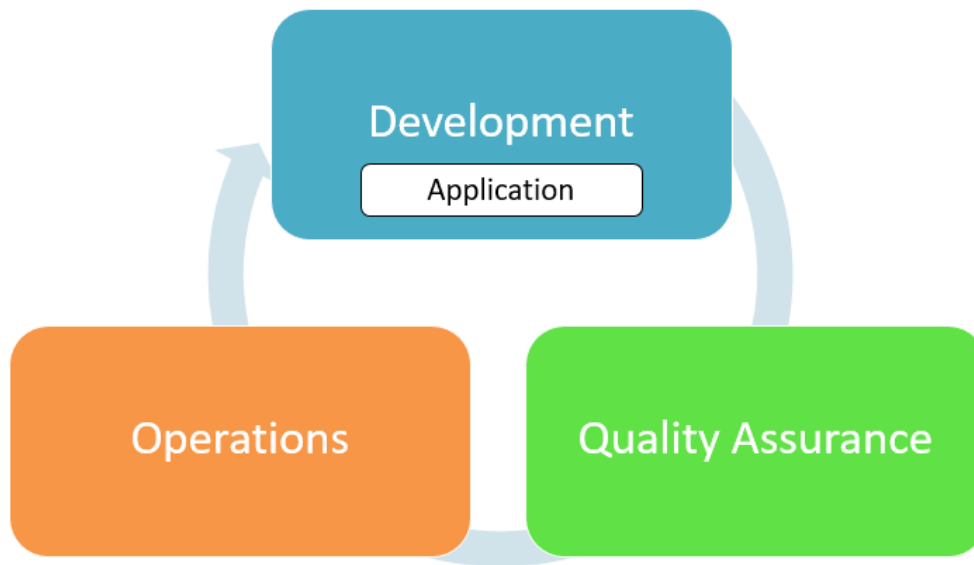 Development
Application
Operations
Quality Assurance